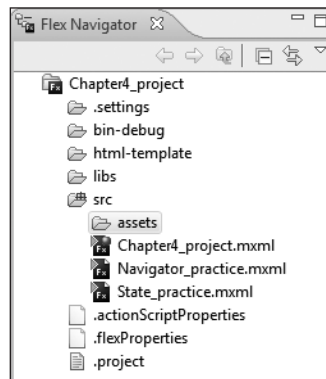 Flex Navigator
Chapter4_project
.settings
bin-debug
html-template
libs
src
assets
Chapter4_project.mxml
Navigator_practice.mxml
State_practice.mxml
.actionScriptProperties
.flexProperties
.project